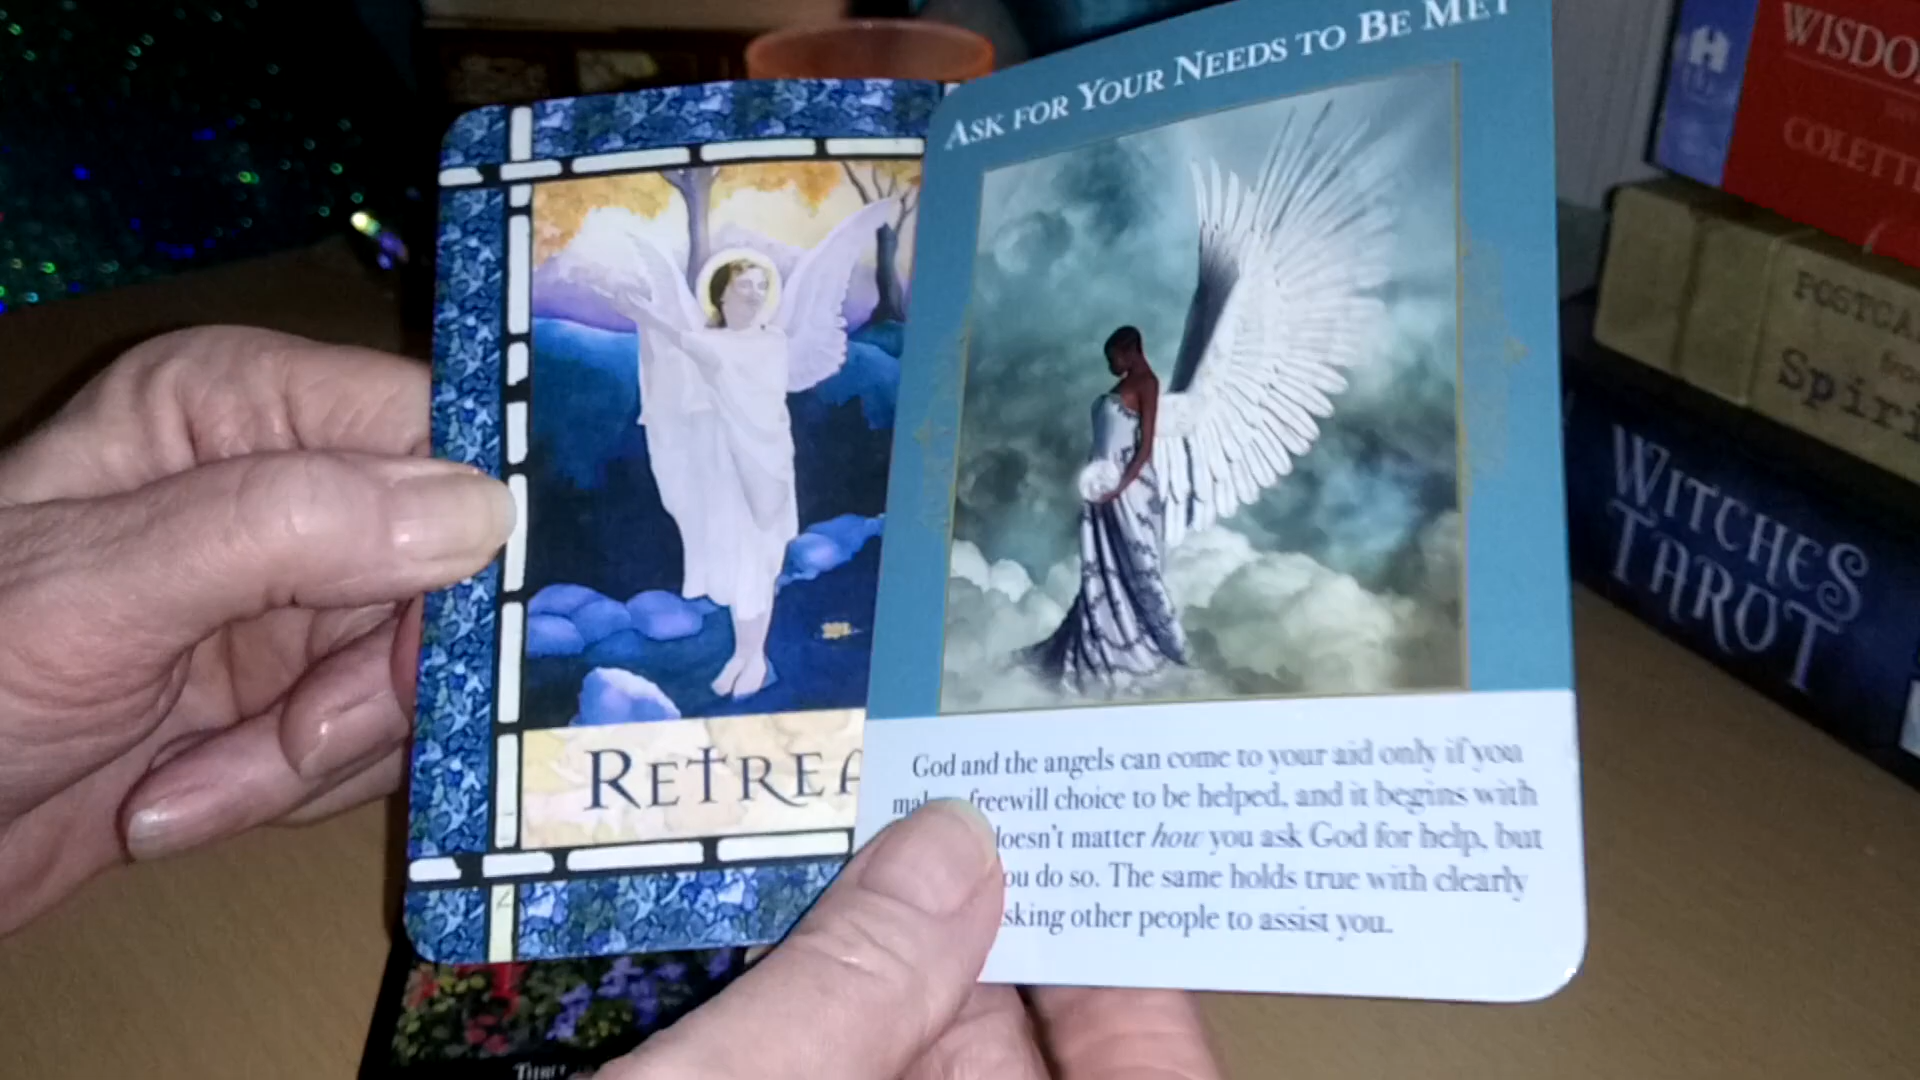 ASK FOR YOUR NEEDS TO BE MET
RETREA
God and the angels can come to your aid only if you
freewill choice to be helped, and it begins with
doesn't matter how you ask God for help, but
you do so. The same holds true with clearly
asking other people to assist you.
WISDO
COLETT
POSTCA
from
Spiri
WITCHES
TAROT